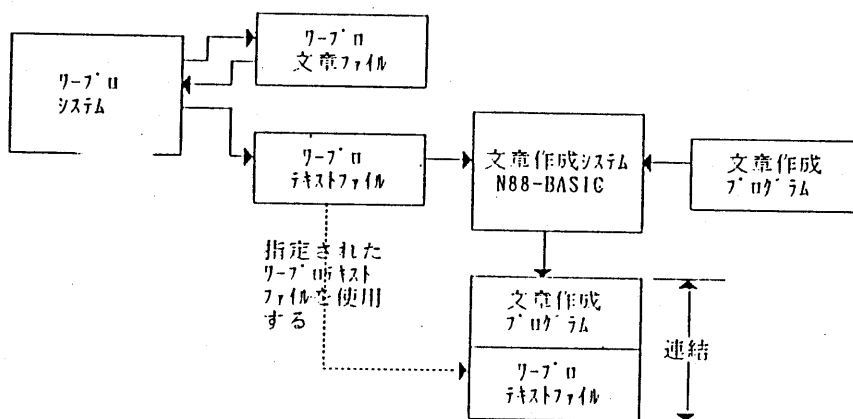 ﾜｰﾌﾟﾛ
文章ファイル
ﾜｰﾌﾟﾛ
ｼｽﾃﾑ
ﾜｰﾌﾟﾛ
ﾃｷｽﾄﾌｧｲﾙ
文章作成ｼｽﾃﾑ
N88-BASIC
文章作成
ﾌﾟﾛｸﾞﾗﾑ
指定された
ﾜｰﾌﾟﾛﾃｷｽﾄ
ﾌｧｲﾙを使用
する
文章作成
ﾌﾟﾛｸﾞﾗﾑ
連結
ﾜｰﾌﾟﾛ
ﾃｷｽﾄﾌｧｲﾙ